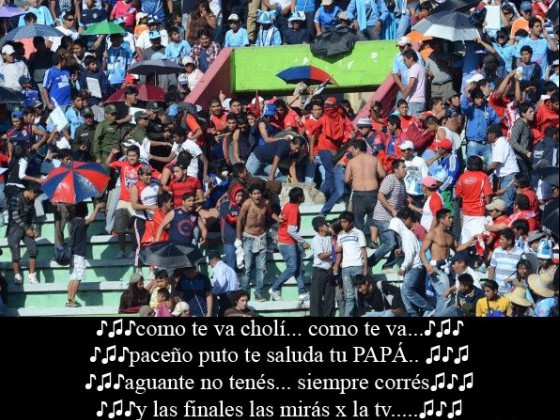 ♪♫♪como te va cholí... como te va...♪♫♪
♪♫♪paceño puto te saluda tu PAPÁ.. ♫♪♫
♪♫♪aguante no tenés... siempre corrés♫♪♫
♪♫♪y las finales las mirás x la tv.....♫♪♫